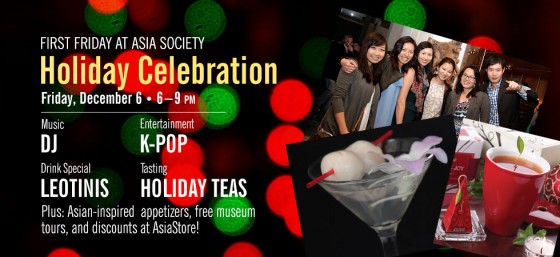 FIRST FRIDAY AT ASIA SOCIETY
Holiday Celebration
Friday, December 6 • 6–9 PM
Music
DJ
Entertainment
K-POP
Drink Special
LEOTINIS
Tasting
HOLIDAY TEAS
Plus: Asian-inspired appetizers, free museum
tours, and discounts at AsiaStore!